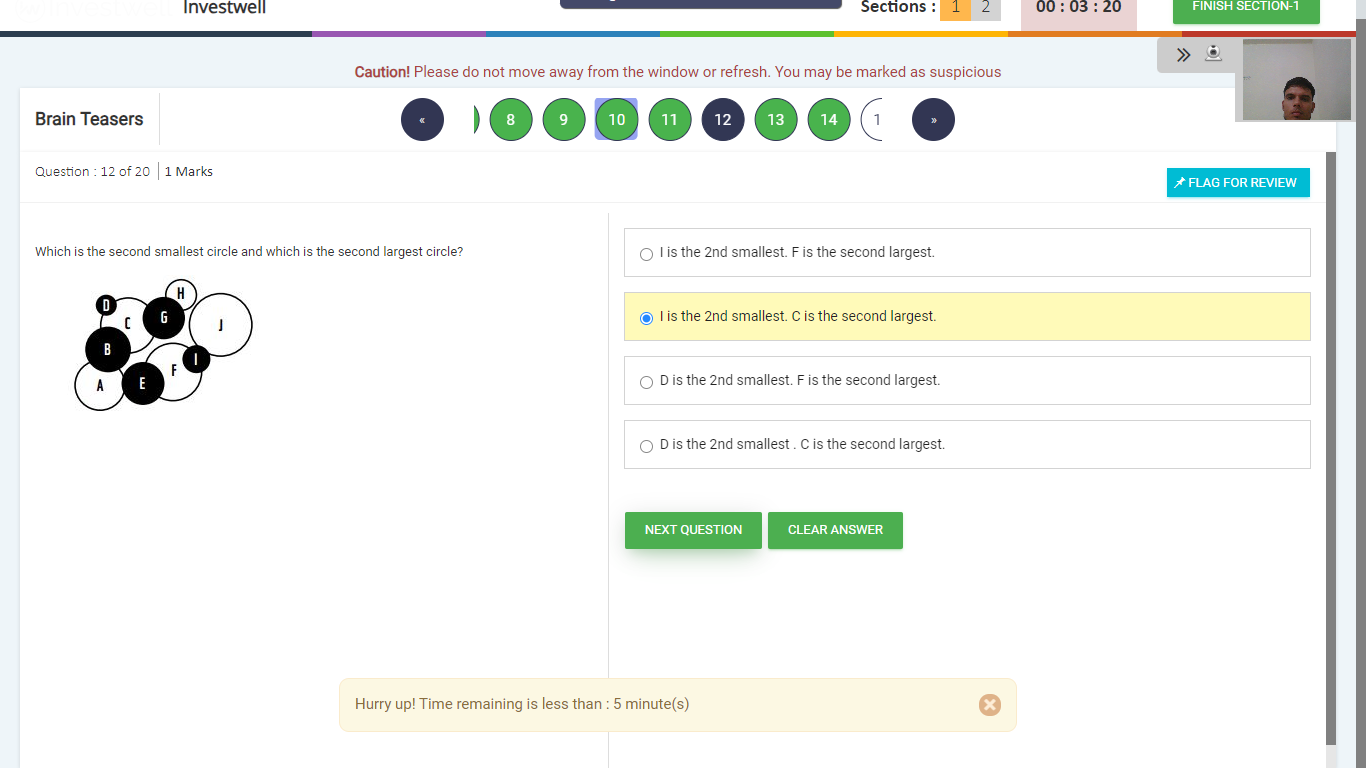 Investwell
Sections : 1 2
00 : 03 : 20
FINISH SECTION-1
Caution! Please do not move away from the window or refresh. You may be marked as suspicious
Brain Teasers
« 8 9 10 11 12 13 14 1 »
Question : 12 of 20 1 Marks
FLAG FOR REVIEW
Which is the second smallest circle and which is the second largest circle?
H
D
C
G
J
B
I
F
A
E
I is the 2nd smallest. F is the second largest.
I is the 2nd smallest. C is the second largest.
D is the 2nd smallest. F is the second largest.
D is the 2nd smallest . C is the second largest.
NEXT QUESTION
CLEAR ANSWER
Hurry up! Time remaining is less than : 5 minute(s)